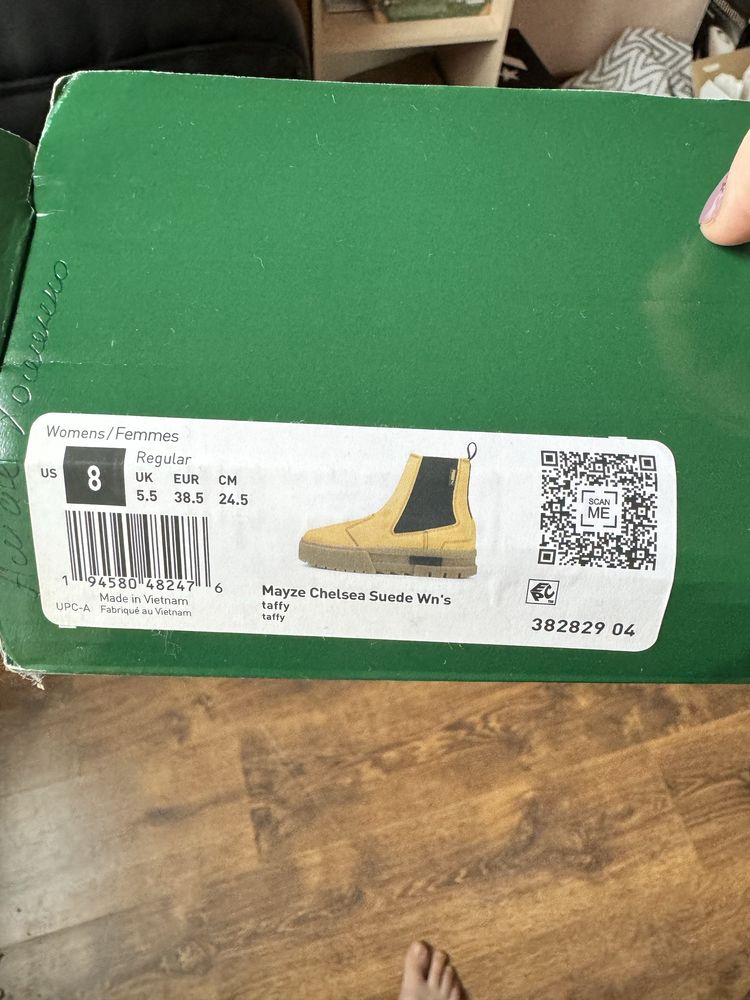 Womens/Femmes
US 8
Regular
UK EUR CM
5.5 38.5 24.5
1 94580 48247 6
UPC-A
Made in Vietnam
Fabriqué au Vietnam
Mayze Chelsea Suede Wn's
taffy
taffy
SCAN
ME
382829 04